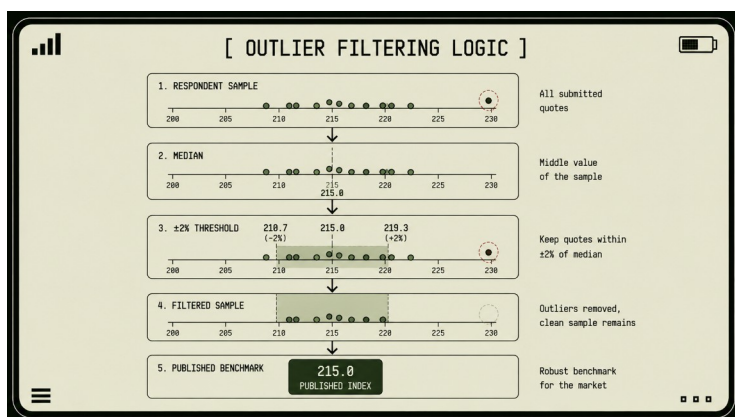 [ OUTLIER FILTERING LOGIC ]
1. RESPONDENT SAMPLE
200 205 210 215 220 225 230
All submitted
quotes
2. MEDIAN
200 205 210 215 220 225 230
215.0
Middle value
of the sample
3. ±2% THRESHOLD 210.7 215.0 219.3
(-2%) (+2%)
200 205 210 215 220 225 230
Keep quotes within
±2% of median
4. FILTERED SAMPLE
200 205 210 215 220 225 230
Outliers removed,
clean sample remains
5. PUBLISHED BENCHMARK
215.0
PUBLISHED INDEX
Robust benchmark
for the market